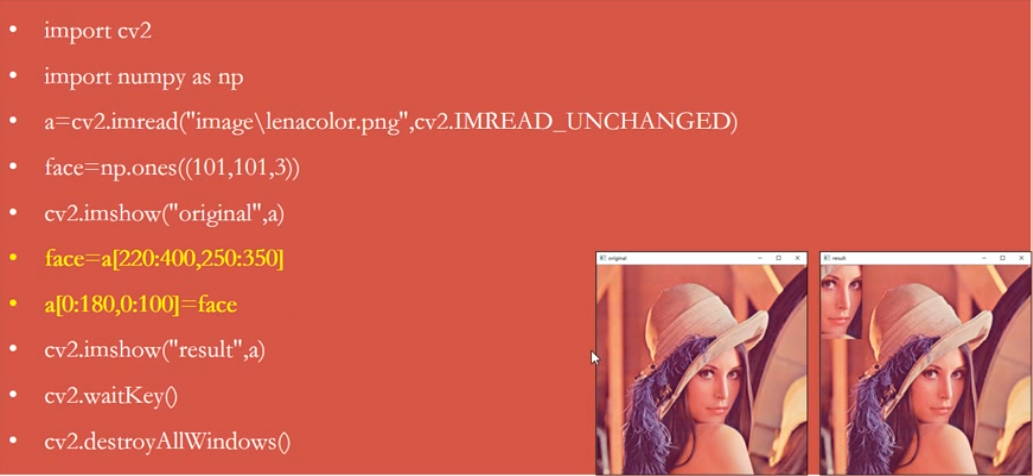 • import cv2
• import numpy as np
• a=cv2.imread("image\lenacolor.png",cv2.IMREAD_UNCHANGED)
• face=np.ones((101,101,3))
• cv2.imshow("original",a)
• face=a[220:400,250:350]
• a[0:180,0:100]=face
• cv2.imshow("result",a)
• cv2.waitKey()
• cv2.destroyAllWindows()
original
result